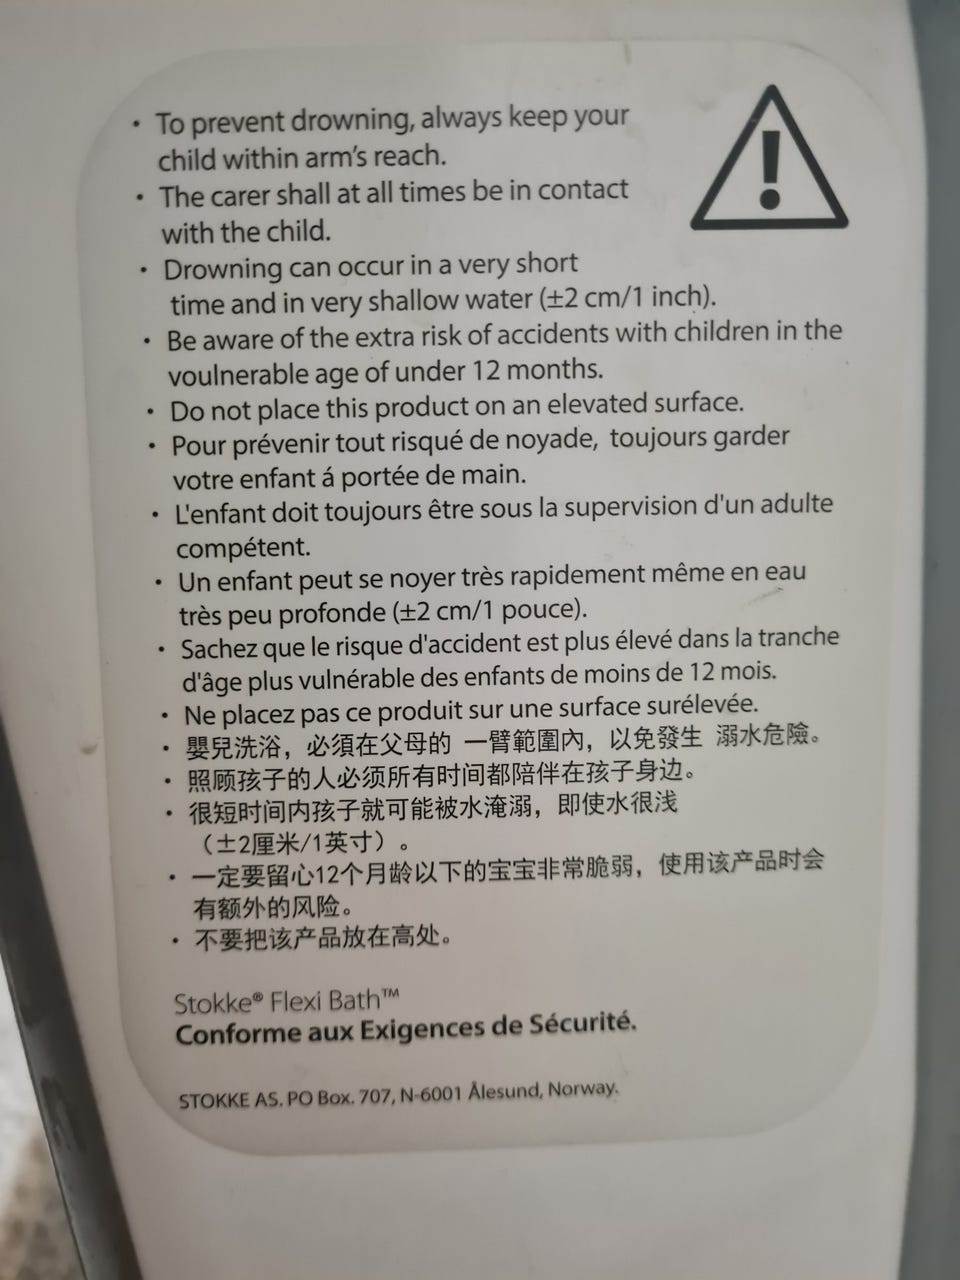 · To prevent drowning, always keep your
child within arm's reach.
· The carer shall at all times be in contact
with the child.
· Drowning can occur in a very short
time and in very shallow water (±2 cm/1 inch).
· Be aware of the extra risk of accidents with children in the
voulnerable age of under 12 months.
· Do not place this product on an elevated surface.
· Pour prévenir tout risqué de noyade, toujours garder
votre enfant á portée de main.
· L'enfant doit toujours être sous la supervision d'un adulte
compétent.
· Un enfant peut se noyer très rapidement même en eau
très peu profonde (±2 cm/1 pouce).
· Sachez que le risque d'accident est plus élevé dans la tranche
d'âge plus vulnérable des enfants de moins de 12 mois.
· Ne placez pas ce produit sur une surface surélevée.
· 嬰兒洗浴，必須在父母的 一臂範圍內，以免發生 溺水危險。
· 照顾孩子的人必须所有时间都陪伴在孩子身边。
· 很短时间内孩子就可能被水淹溺，即使水很浅
（±2厘米/1英寸）。
· 一定要留心12个月龄以下的宝宝非常脆弱，使用该产品时会
有额外的风险。
· 不要把该产品放在高处。
Stokke® Flexi Bath™
Conforme aux Exigences de Sécurité.
STOKKE AS. PO Box. 707, N-6001 Ålesund, Norway.